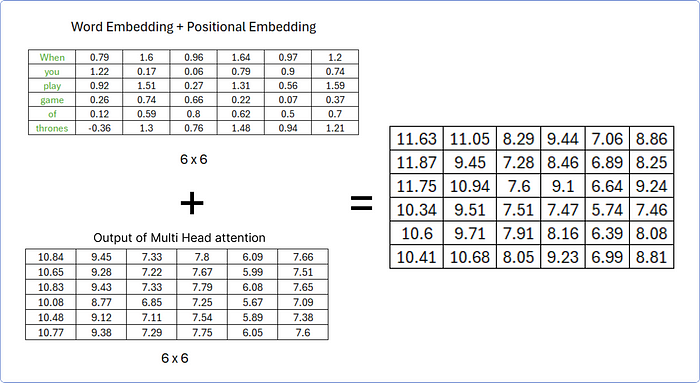 Word Embedding + Positional Embedding
When 0.79 1.6 0.96 1.64 0.97 1.2
you 1.22 0.17 0.06 0.79 0.9 0.74
play 0.92 1.51 0.27 1.31 0.56 1.59
game 0.26 0.74 0.66 0.22 0.07 0.37
of 0.12 0.59 0.8 0.62 0.5 0.7
thrones -0.36 1.3 0.76 1.48 0.94 1.21
6 x 6
+
Output of Multi Head attention
10.84 9.45 7.33 7.8 6.09 7.66
10.65 9.28 7.22 7.67 5.99 7.51
10.83 9.43 7.33 7.79 6.08 7.65
10.08 8.77 6.85 7.25 5.67 7.09
10.48 9.12 7.11 7.54 5.89 7.38
10.77 9.38 7.29 7.75 6.05 7.6
6 x 6
=
11.63 11.05 8.29 9.44 7.06 8.86
11.87 9.45 7.28 8.46 6.89 8.25
11.75 10.94 7.6 9.1 6.64 9.24
10.34 9.51 7.51 7.47 5.74 7.46
10.6 9.71 7.91 8.16 6.39 8.08
10.41 10.68 8.05 9.23 6.99 8.81